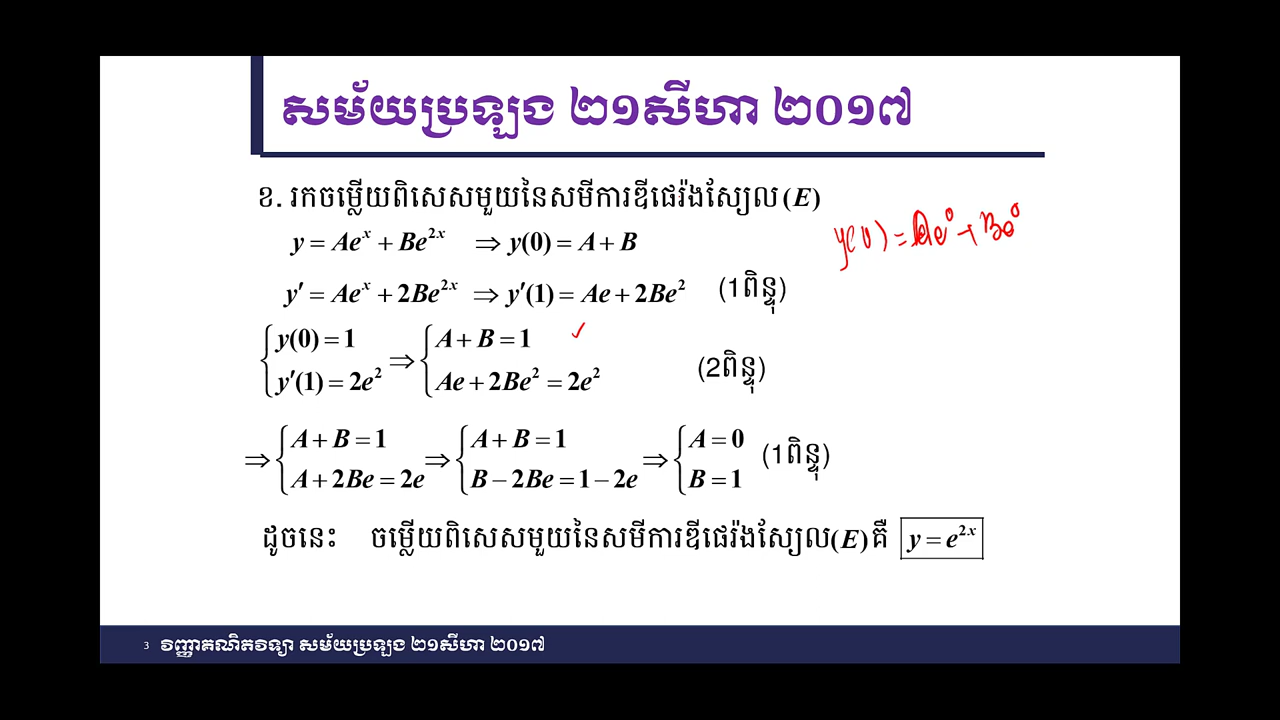 សម័យប្រឡង ២១សីហា ២០១៧
ខ. រកចម្លើយពិសេសមួយនៃសមីការឌីផេរ៉ង់ស្យែល (E)
y = Ae^x + Be^{2x} ⇒ y(0) = A + B
y(0) = Ae^0 + Be^0
y′ = Ae^x + 2Be^{2x} ⇒ y′(1) = Ae + 2Be^2 (1ពិន្ទុ)
{ y(0) = 1 ⇒ { A + B = 1 ✓
{ y′(1) = 2e^2 { Ae + 2Be^2 = 2e^2 (2ពិន្ទុ)
⇒ { A + B = 1 ⇒ { A + B = 1 ⇒ { A = 0 (1ពិន្ទុ)
{ A + 2Be = 2e { B − 2Be = 1 − 2e { B = 1
ដូចនេះ ចម្លើយពិសេសមួយនៃសមីការឌីផេរ៉ង់ស្យែល (E) គឺ y = e^{2x}
3 វិញ្ញាគណិតវិទ្យា សម័យប្រឡង ២១សីហា ២០១៧